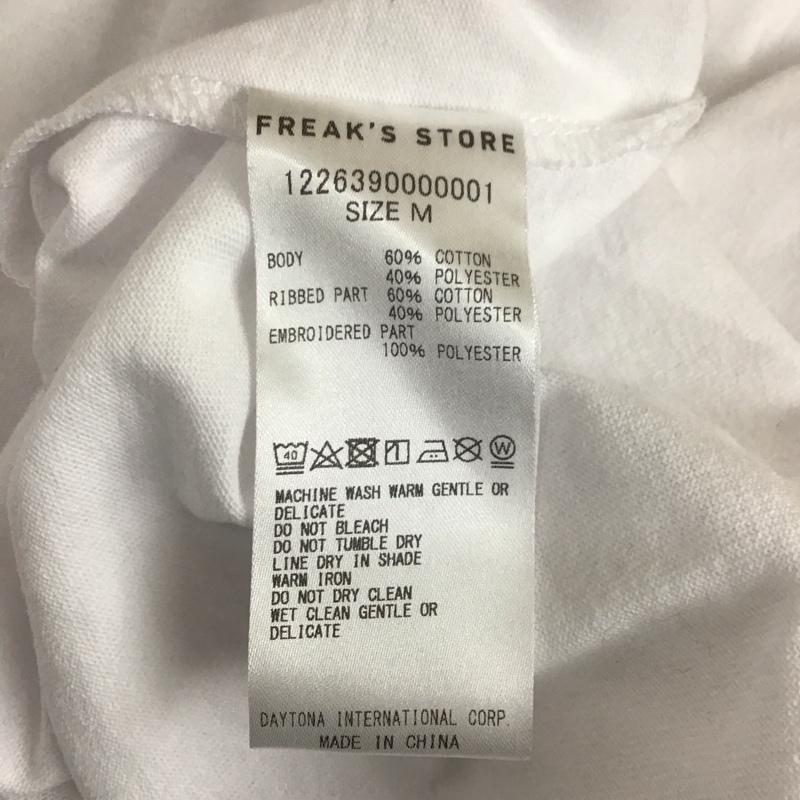 FREAK'S STORE
1226390000001
SIZE M
BODY 60% COTTON
40% POLYESTER
RIBBED PART 60% COTTON
40% POLYESTER
EMBROIDERED PART
100% POLYESTER
40 W
MACHINE WASH WARM GENTLE OR
DELICATE
DO NOT BLEACH
DO NOT TUMBLE DRY
LINE DRY IN SHADE
WARM IRON
DO NOT DRY CLEAN
WET CLEAN GENTLE OR
DELICATE
DAYTONA INTERNATIONAL CORP.
MADE IN CHINA